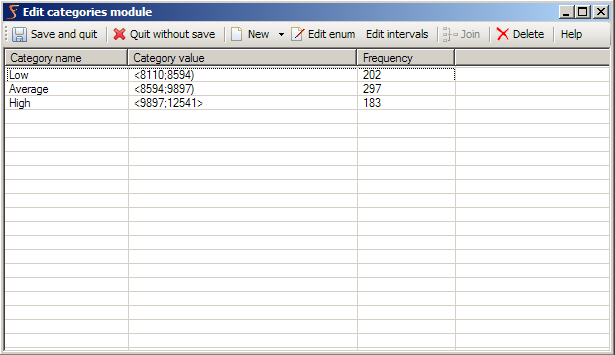 Edit categories module
Save and quit Quit without save New Edit enum Edit intervals Join Delete Help
Category name Category value Frequency
Low <8110;8594) 202
Average <8594;9897) 297
High <9897;12541> 183